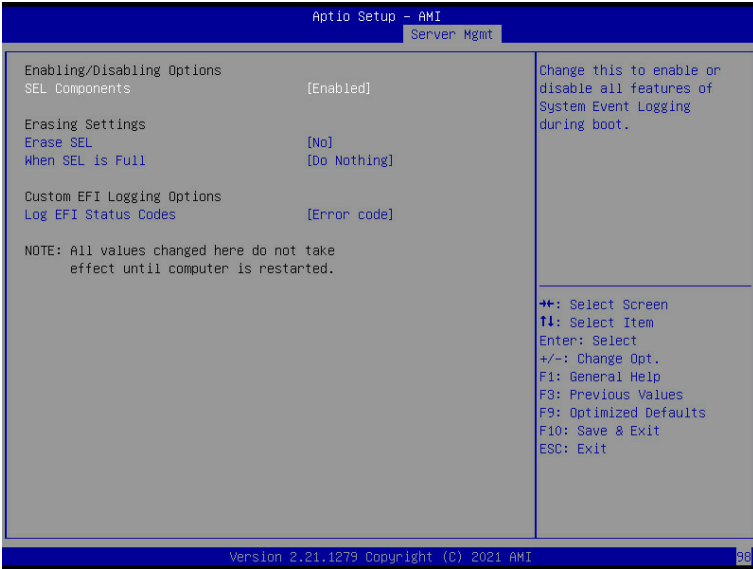 Aptio Setup – AMI
Server Mgmt
Enabling/Disabling Options
SEL Components [Enabled]
Erasing Settings
Erase SEL [No]
When SEL is Full [Do Nothing]
Custom EFI Logging Options
Log EFI Status Codes [Error code]
NOTE: All values changed here do not take
effect until computer is restarted.
Change this to enable or
disable all features of
System Event Logging
during boot.
→←: Select Screen
↑↓: Select Item
Enter: Select
+/-: Change Opt.
F1: General Help
F3: Previous Values
F9: Optimized Defaults
F10: Save & Exit
ESC: Exit
Version 2.21.1279 Copyright (C) 2021 AMI
98